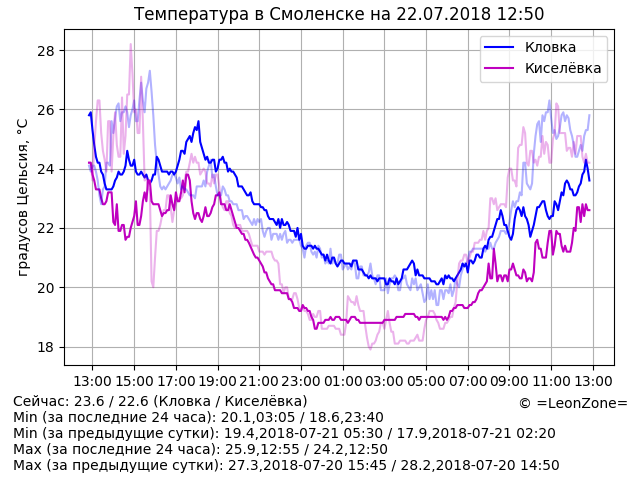 Температура в Смоленске на 22.07.2018 12:50
Кловка
Киселёвка
градусов Цельсия, °C
28
26
24
22
20
18
13:00 15:00 17:00 19:00 21:00 23:00 01:00 03:00 05:00 07:00 09:00 11:00 13:00
Сейчас: 23.6 / 22.6 (Кловка / Киселёвка)
© =LeonZone=
Min (за последние 24 часа): 20.1,03:05 / 18.6,23:40
Min (за предыдущие сутки): 19.4,2018-07-21 05:30 / 17.9,2018-07-21 02:20
Max (за последние 24 часа): 25.9,12:55 / 24.2,12:50
Max (за предыдущие сутки): 27.3,2018-07-20 15:45 / 28.2,2018-07-20 14:50